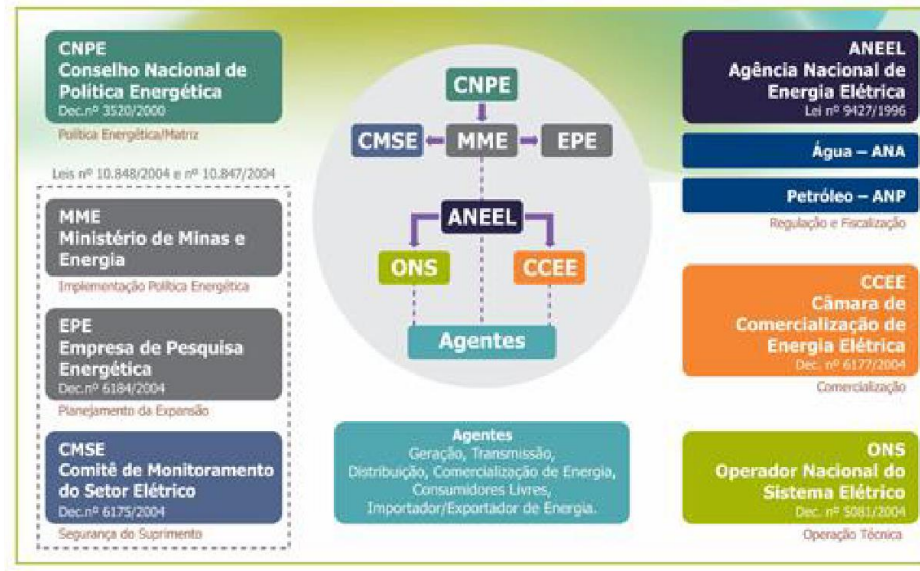 CNPE
Conselho Nacional de
Política Energética
Dec.nº 3520/2000
Política Energética/Matriz
Leis nº 10.848/2004 e nº 10.847/2004
MME
Ministério de Minas e
Energia
Implementação Política Energética
EPE
Empresa de Pesquisa
Energética
Dec.nº 6184/2004
Planejamento da Expansão
CMSE
Comitê de Monitoramento
do Setor Elétrico
Dec.nº 6175/2004
Segurança do Suprimento
CNPE
CMSE
MME
EPE
ANEEL
ONS
CCEE
Agentes
Agentes
Geração, Transmissão,
Distribuição, Comercialização de Energia,
Consumidores Livres,
Importador/Exportador de Energia.
ANEEL
Agência Nacional de
Energia Elétrica
Lei nº 9427/1996
Água – ANA
Petróleo – ANP
Regulação e Fiscalização
CCEE
Câmara de
Comercialização de
Energia Elétrica
Dec. nº 6177/2004
Comercialização
ONS
Operador Nacional do
Sistema Elétrico
Dec. nº 5081/2004
Operação Técnica